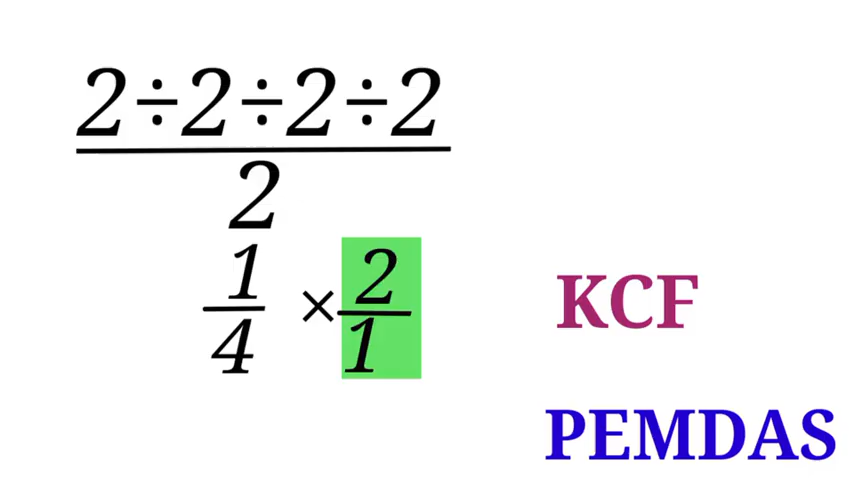 2÷2÷2÷2
2
1 × 2
4 1
KCF
PEMDAS